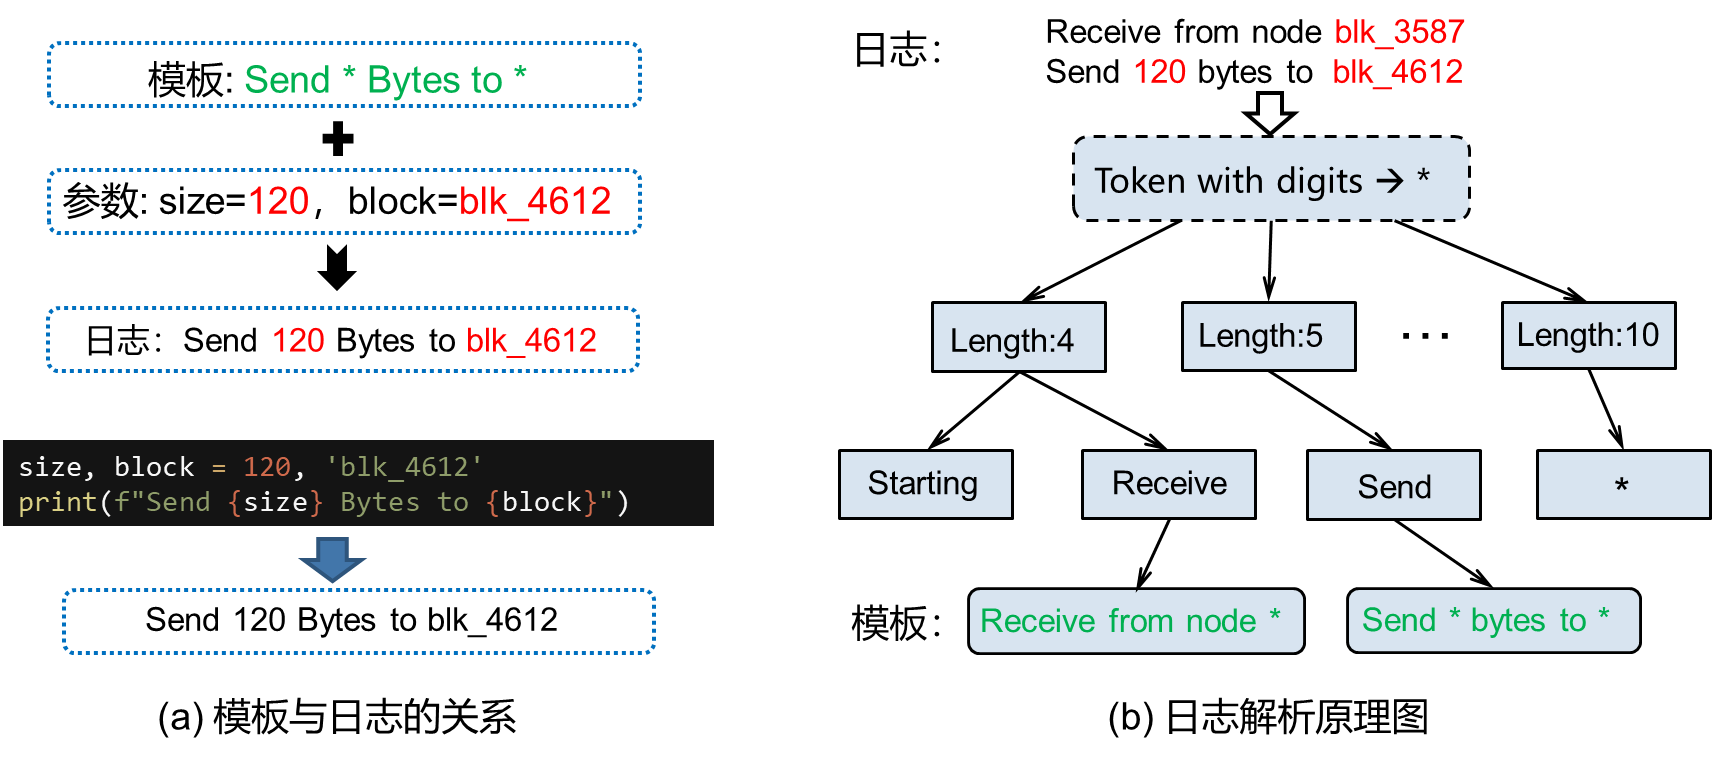 模板: Send * Bytes to *
参数: size=120，block=blk_4612
日志：Send 120 Bytes to blk_4612
size, block = 120, 'blk_4612'
print(f"Send {size} Bytes to {block}")
Send 120 Bytes to blk_4612
(a) 模板与日志的关系
日志：
Receive from node blk_3587
Send 120 bytes to blk_4612
Token with digits → *
Length:4
Length:5
...
Length:10
Starting
Receive
Send
*
模板：
Receive from node *
Send * bytes to *
(b) 日志解析原理图